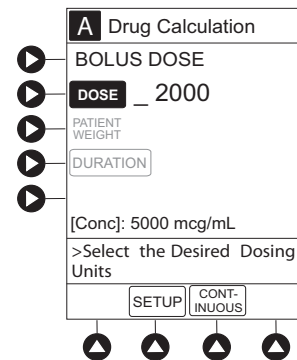 A Drug Calculation
BOLUS DOSE
DOSE _ 2000
PATIENT
WEIGHT
DURATION
[Conc]: 5000 mcg/mL
>Select the Desired Dosing
Units
SETUP CONT-
INUOUS